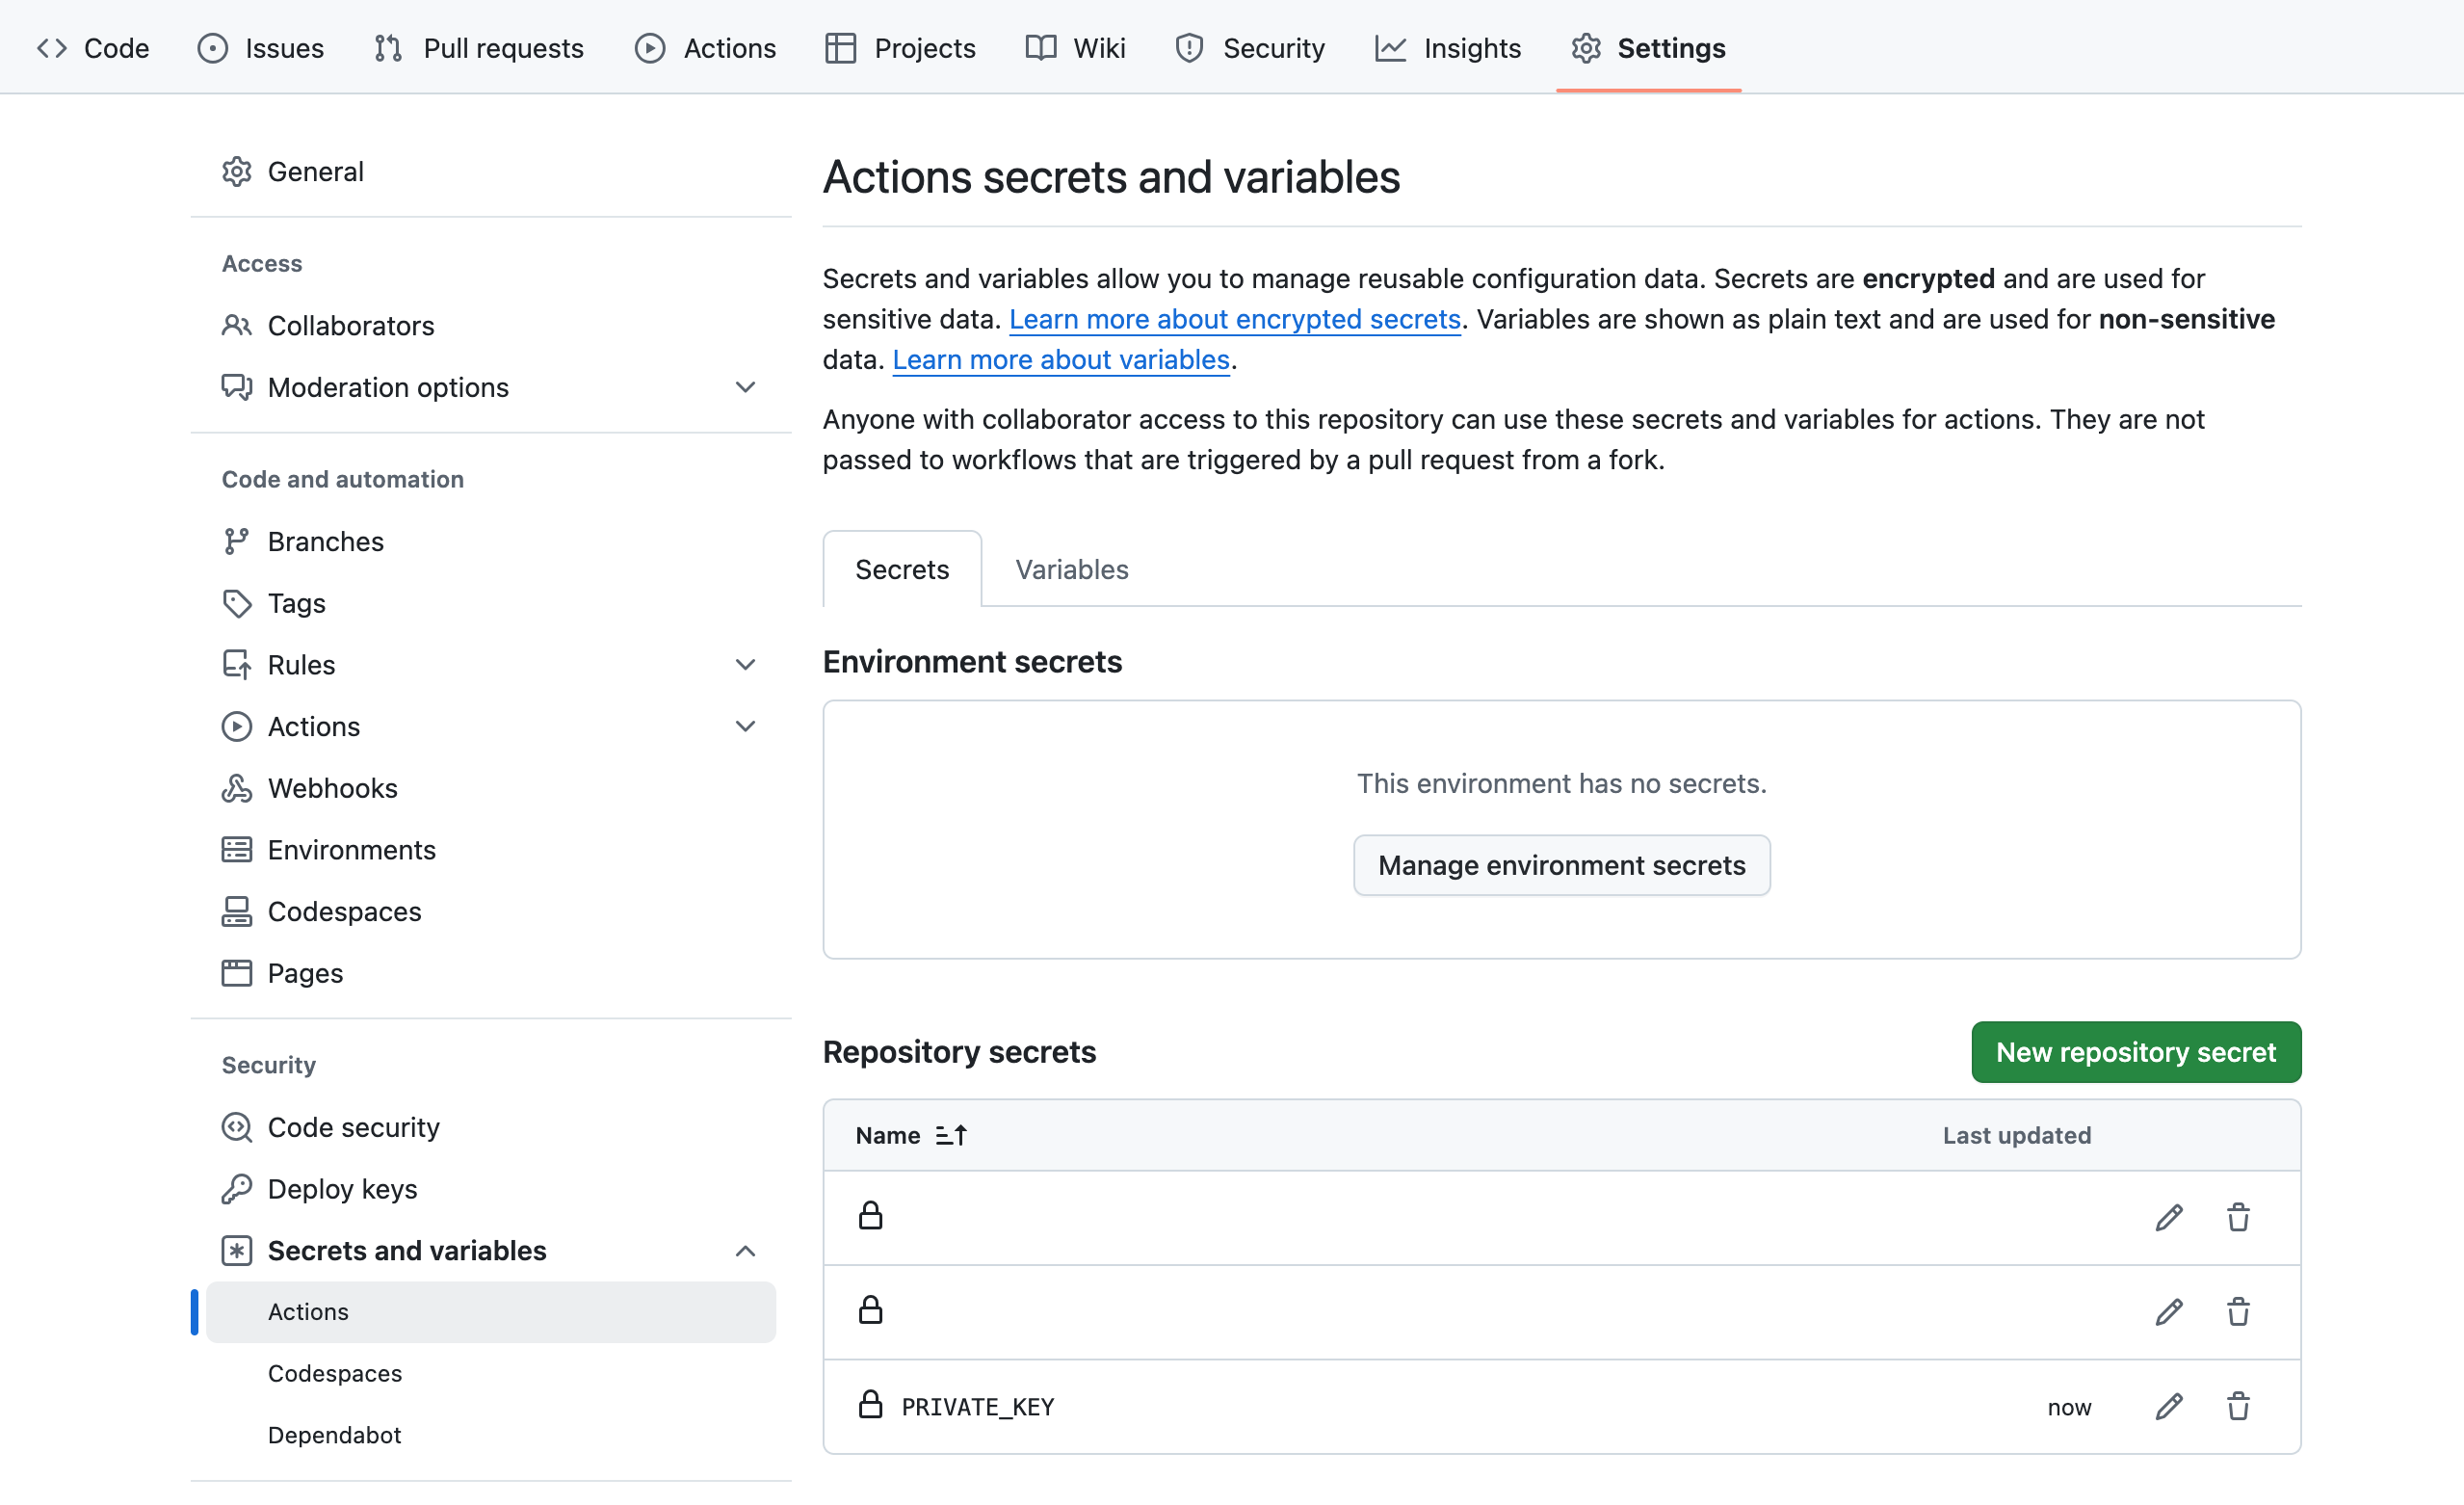 Code Issues Pull requests Actions Projects Wiki Security Insights Settings
General
Access
Collaborators
Moderation options
Code and automation
Branches
Tags
Rules
Actions
Webhooks
Environments
Codespaces
Pages
Security
Code security
Deploy keys
Secrets and variables
Actions
Codespaces
Dependabot
Actions secrets and variables
Secrets and variables allow you to manage reusable configuration data. Secrets are encrypted and are used for
sensitive data. Learn more about encrypted secrets. Variables are shown as plain text and are used for non-sensitive
data. Learn more about variables.
Anyone with collaborator access to this repository can use these secrets and variables for actions. They are not
passed to workflows that are triggered by a pull request from a fork.
Secrets Variables
Environment secrets
This environment has no secrets.
Manage environment secrets
Repository secrets New repository secret
Name Last updated
PRIVATE_KEY now